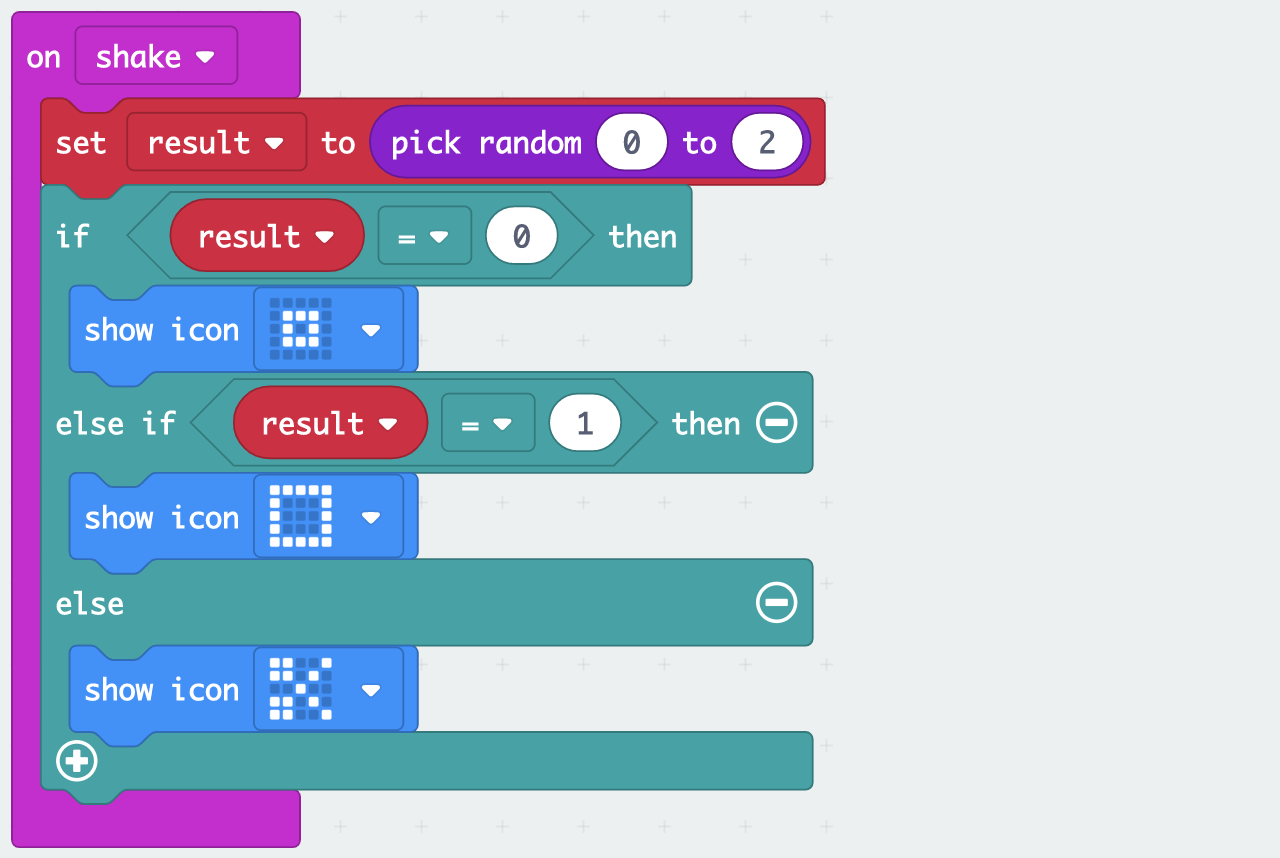 on shake
set result to pick random 0 to 2
if result = 0 then
show icon
else if result = 1 then
show icon
else
show icon